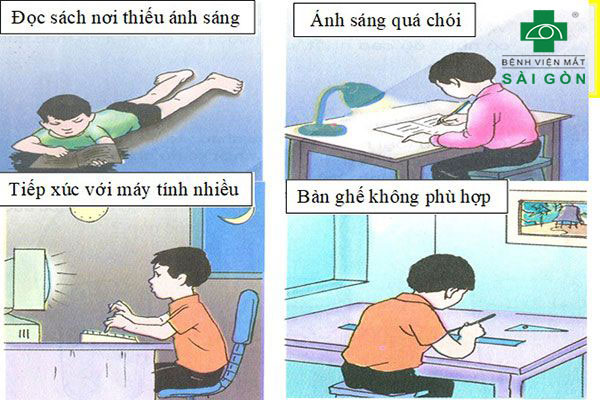 Đọc sách nơi thiếu ánh sáng
Ánh sáng quá chói
BỆNH VIỆN MẮT
SÀI GÒN
Tiếp xúc với máy tính nhiều
Bàn ghế không phù hợp